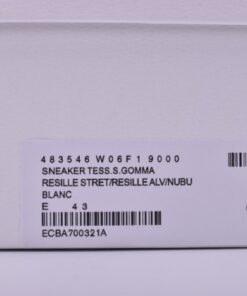 483546 W06F1 9000
SNEAKER TESS.S.GOMMA
RESILLE STRET/RESILLE ALV/NUBU
BLANC
E 43
ECBA700321A